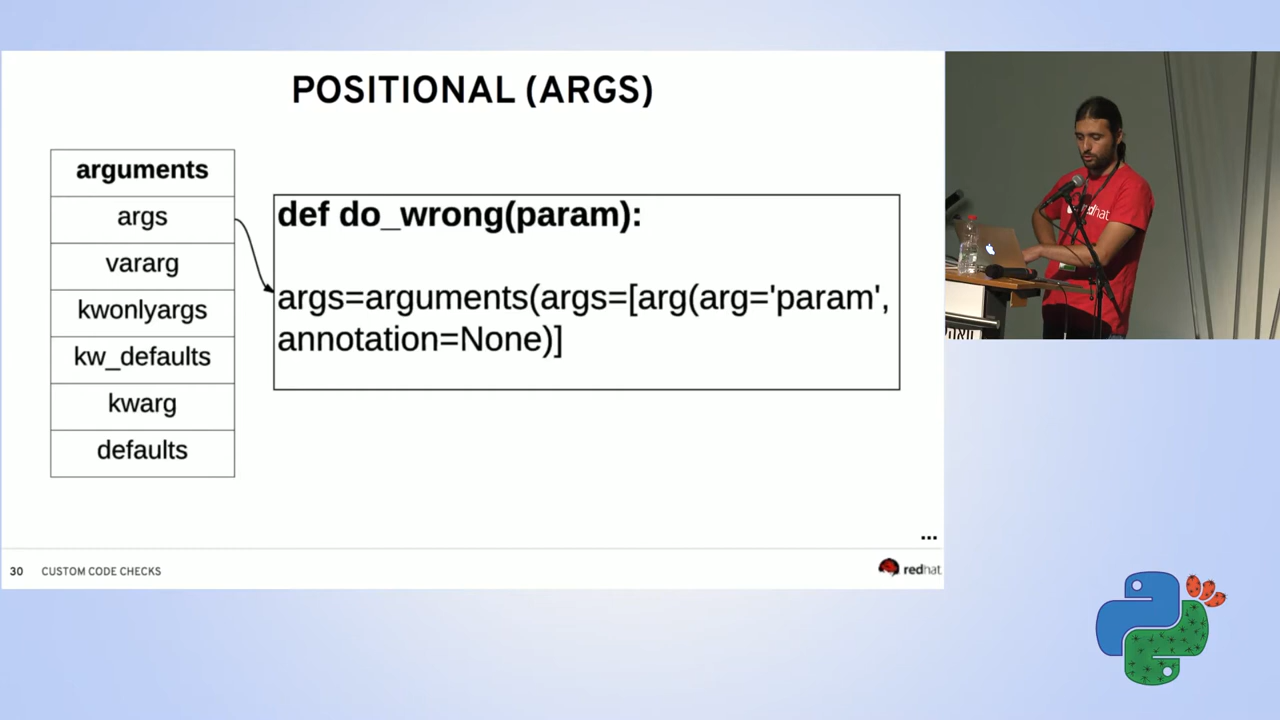 POSITIONAL (ARGS)
arguments
args
vararg
kwonlyargs
kw_defaults
kwarg
defaults
def do_wrong(param):
args=arguments(args=[arg(arg='param',
annotation=None)]
...
30 CUSTOM CODE CHECKS
redhat
redhat